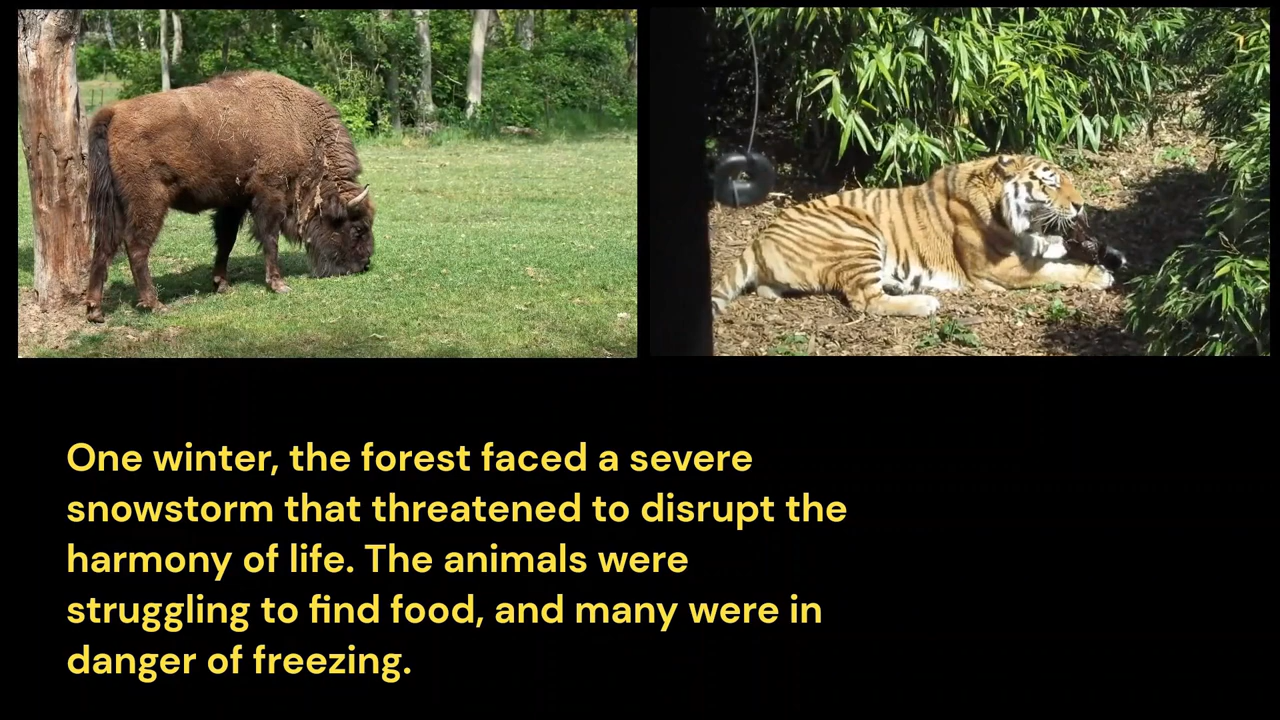 One winter, the forest faced a severe
snowstorm that threatened to disrupt the
harmony of life. The animals were
struggling to find food, and many were in
danger of freezing.